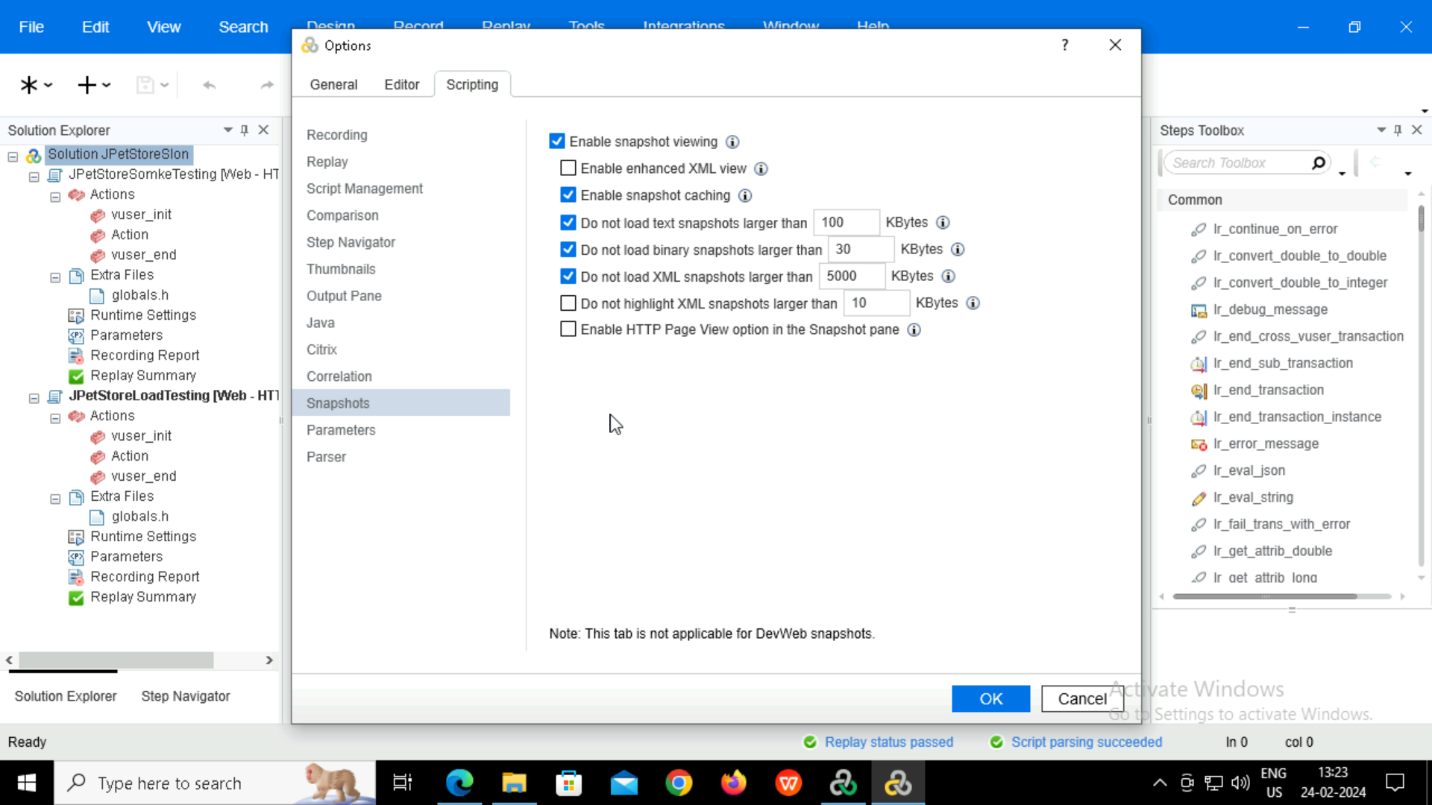 File Edit View Search Design Record Replay Tools Integrations Window Help
Options
?
General Editor Scripting
Solution Explorer
Solution JPetStoreSlon
JPetStoreSomkeTesting [Web - HT
Actions
vuser_init
Action
vuser_end
Extra Files
globals.h
Runtime Settings
Parameters
Recording Report
Replay Summary
JPetStoreLoadTesting [Web - HT
Actions
vuser_init
Action
vuser_end
Extra Files
globals.h
Runtime Settings
Parameters
Recording Report
Replay Summary
Solution Explorer Step Navigator
Recording
Replay
Script Management
Comparison
Step Navigator
Thumbnails
Output Pane
Java
Citrix
Correlation
Snapshots
Parameters
Parser
Enable snapshot viewing
Enable enhanced XML view
Enable snapshot caching
Do not load text snapshots larger than 100 KBytes
Do not load binary snapshots larger than 30 KBytes
Do not load XML snapshots larger than 5000 KBytes
Do not highlight XML snapshots larger than 10 KBytes
Enable HTTP Page View option in the Snapshot pane
Note: This tab is not applicable for DevWeb snapshots.
OK Cancel
Steps Toolbox
Search Toolbox
Common
lr_continue_on_error
lr_convert_double_to_double
lr_convert_double_to_integer
lr_debug_message
lr_end_cross_vuser_transaction
lr_end_sub_transaction
lr_end_transaction
lr_end_transaction_instance
lr_error_message
lr_eval_json
lr_eval_string
lr_fail_trans_with_error
lr_get_attrib_double
lr_get_attrib_long
Activate Windows
Go to Settings to activate Windows.
Ready Replay status passed Script parsing succeeded ln 0 col 0
Type here to search
ENG
US
13:23
24-02-2024